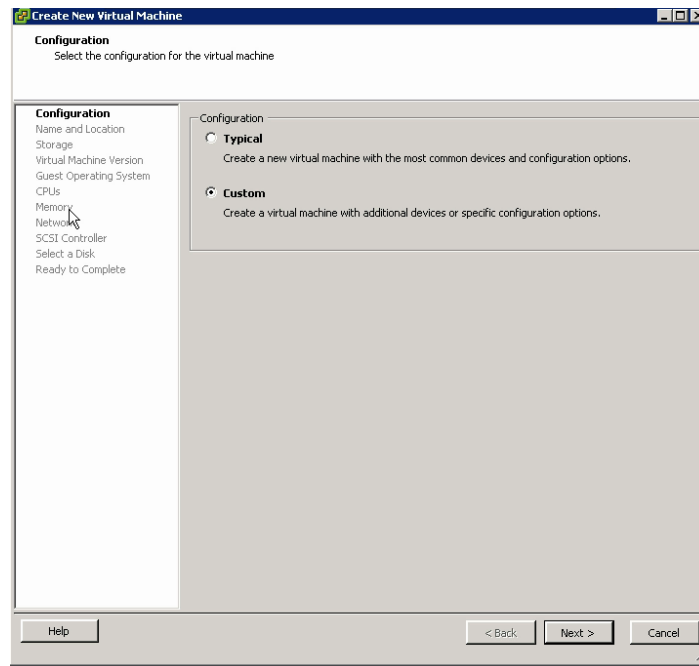 Create New Virtual Machine
Configuration
Select the configuration for the virtual machine
Configuration
Name and Location
Storage
Virtual Machine Version
Guest Operating System
CPUs
Memory
Network
SCSI Controller
Select a Disk
Ready to Complete
Configuration
Typical
Create a new virtual machine with the most common devices and configuration options.
Custom
Create a virtual machine with additional devices or specific configuration options.
Help
< Back
Next >
Cancel